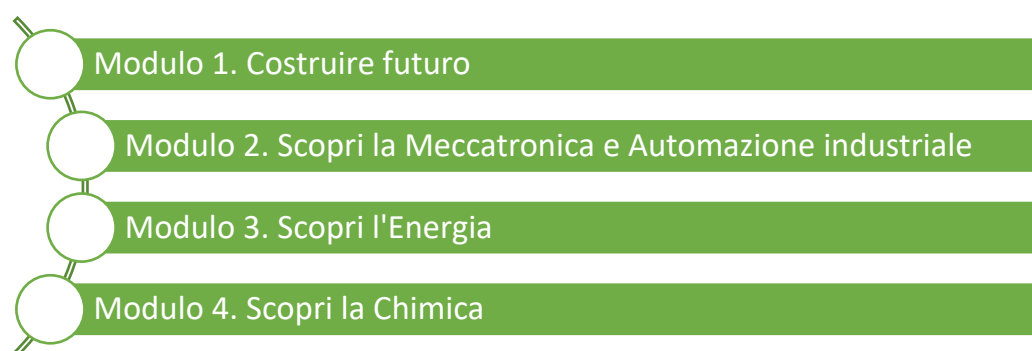 Modulo 1. Costruire futuro
Modulo 2. Scopri la Meccatronica e Automazione industriale
Modulo 3. Scopri l'Energia
Modulo 4. Scopri la Chimica